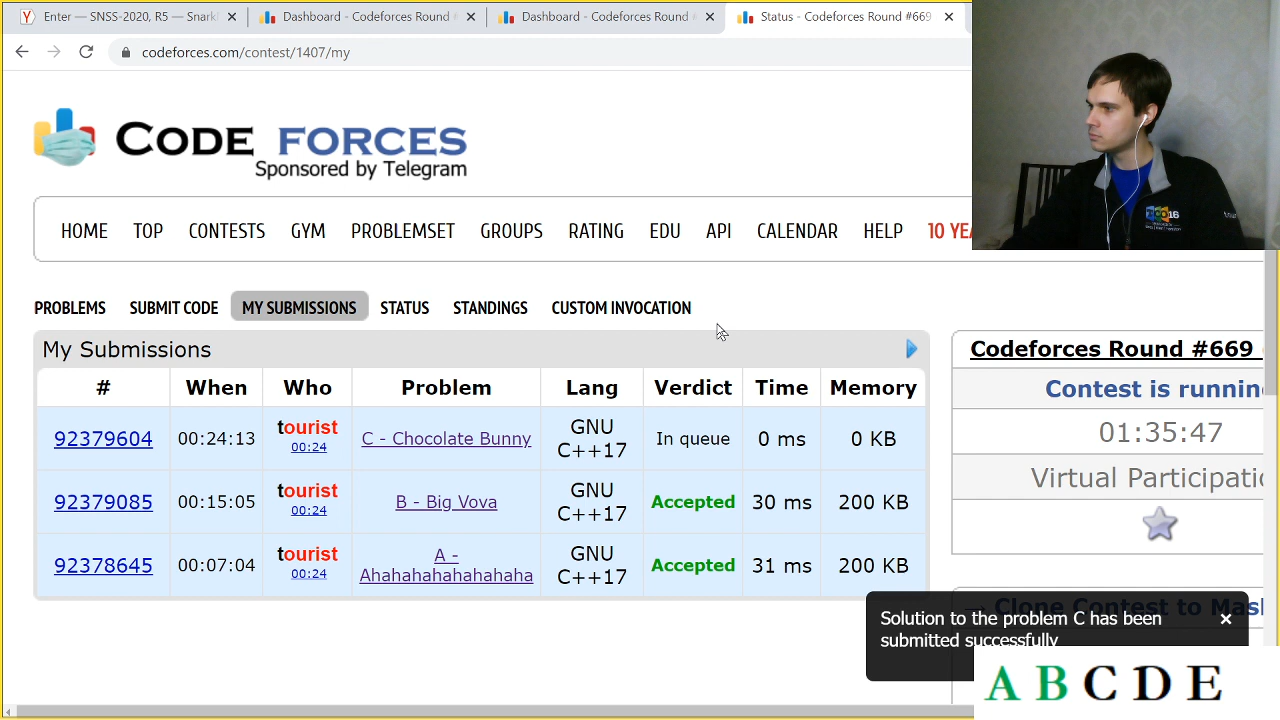 Enter — SNSS-2020, R5 — Snark
Dashboard - Codeforces Round #
Dashboard - Codeforces Round #
Status - Codeforces Round #669
codeforces.com/contest/1407/my
CODE FORCES
Sponsored by Telegram
HOME TOP CONTESTS GYM PROBLEMSET GROUPS RATING EDU API CALENDAR HELP 10 YEA
PROBLEMS SUBMIT CODE MY SUBMISSIONS STATUS STANDINGS CUSTOM INVOCATION
My Submissions
# When Who Problem Lang Verdict Time Memory
92379604 00:24:13 tourist 00:24 C - Chocolate Bunny GNU C++17 In queue 0 ms 0 KB
92379085 00:15:05 tourist 00:24 B - Big Vova GNU C++17 Accepted 30 ms 200 KB
92378645 00:07:04 tourist 00:24 A - Ahahahahahahahaha GNU C++17 Accepted 31 ms 200 KB
Codeforces Round #669
Contest is runnin
01:35:47
Virtual Participatio
→ Clone Contest to Mas
Solution to the problem C has been
submitted successfully
A B C D E